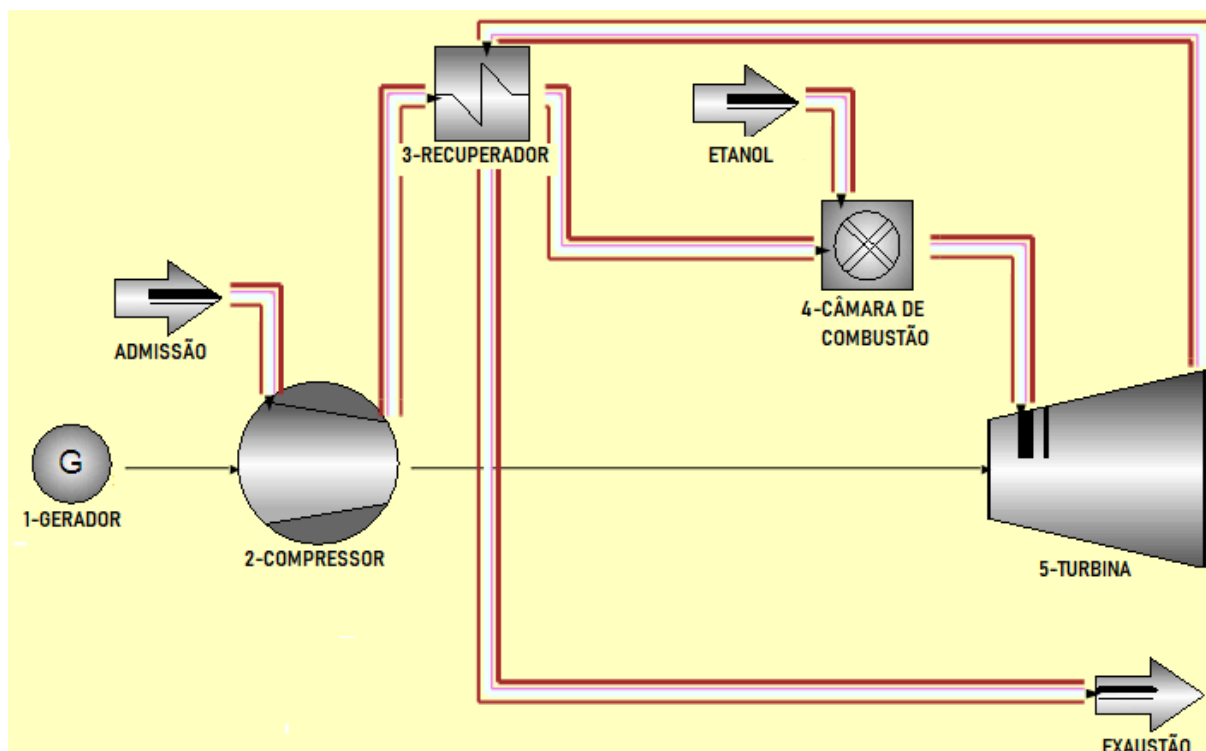 3-RECUPERADOR
ETANOL
4-CÂMARA DE
COMBUSTÃO
ADMISSÃO
G
1-GERADOR
2-COMPRESSOR
5-TURBINA
EXAUSTÃO